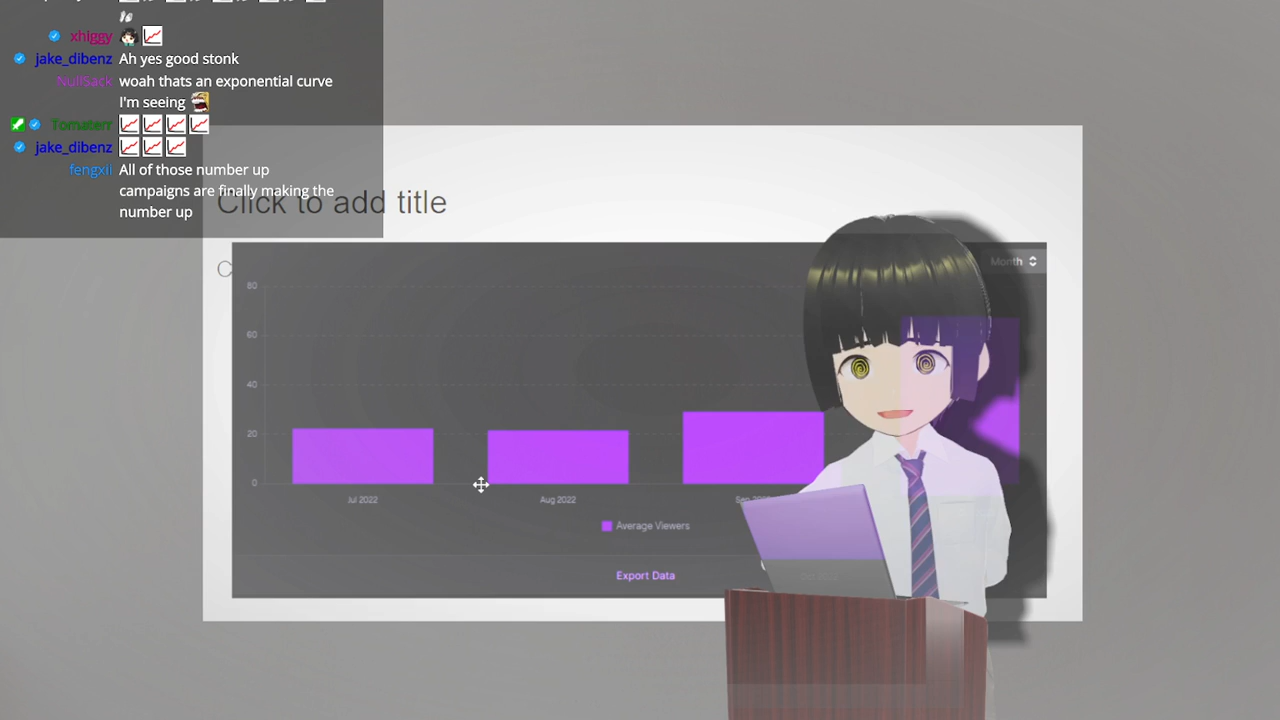 xhiggy
jake_dibenz Ah yes good stonk
NullSack woah thats an exponential curve
I'm seeing
Tomaterr
jake_dibenz
fengxil All of those number up
campaigns are finally making the
number up
Click to add title
C
Month
80
60
40
20
0
Jul 2022
Aug 2022
Average Viewers
Export Data